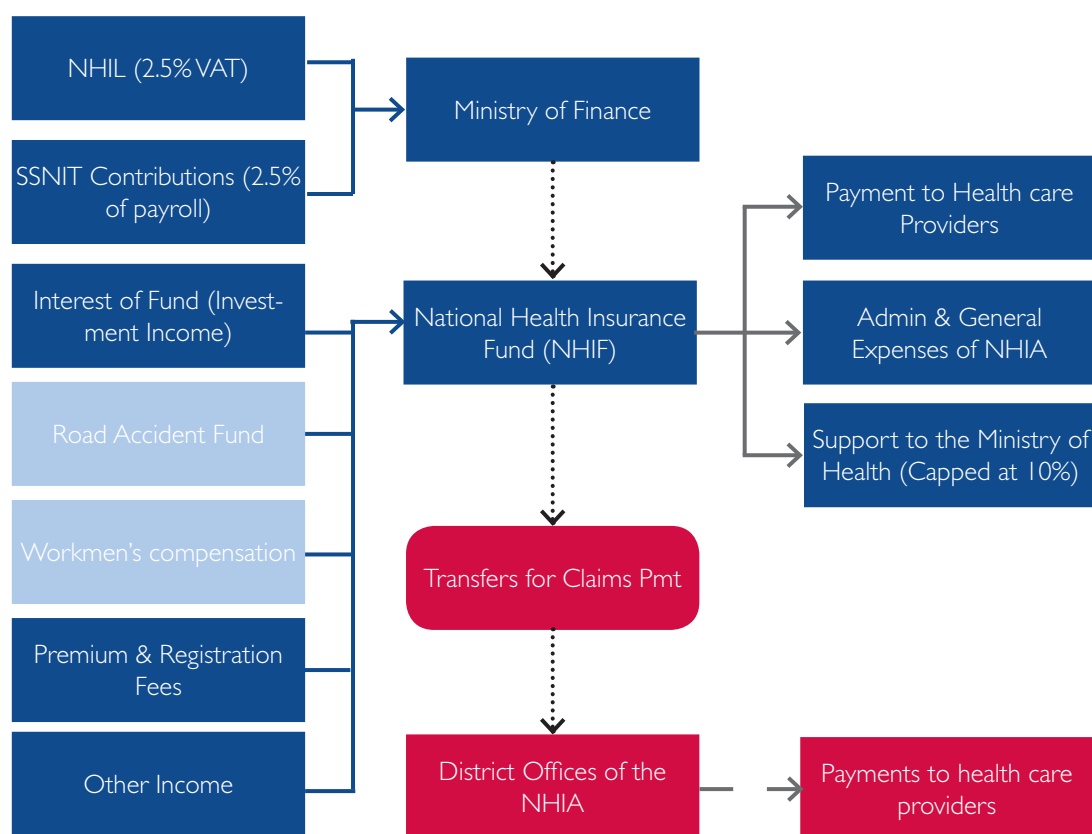 NHIL (2.5% VAT)
SSNIT Contributions (2.5%
of payroll)
Interest of Fund (Invest-
ment Income)
Road Accident Fund
Workmen's compensation
Premium & Registration
Fees
Other Income
Ministry of Finance
National Health Insurance
Fund (NHIF)
Transfers for Claims Pmt
District Offices of the
NHIA
Payment to Health care
Providers
Admin & General
Expenses of NHIA
Support to the Ministry of
Health (Capped at 10%)
Payments to health care
providers